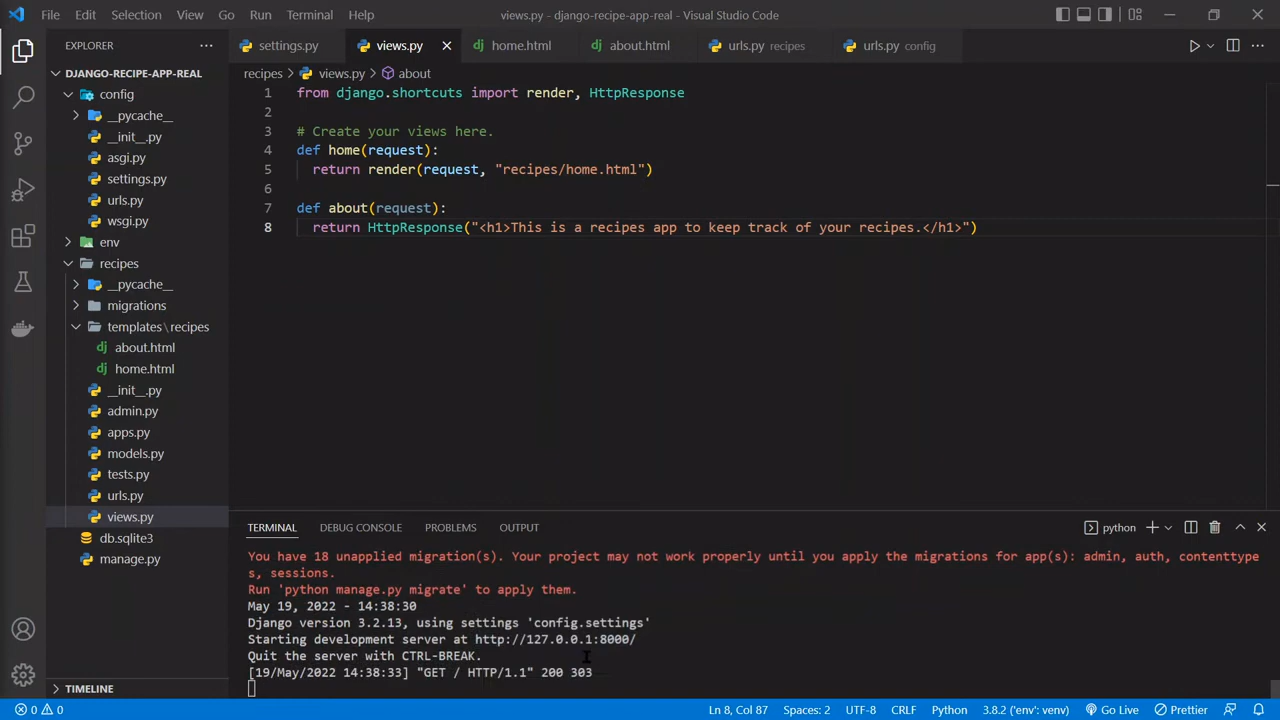 File Edit Selection View Go Run Terminal Help views.py - django-recipe-app-real - Visual Studio Code
EXPLORER
DJANGO-RECIPE-APP-REAL
config
__pycache__
__init__.py
asgi.py
settings.py
urls.py
wsgi.py
env
recipes
__pycache__
migrations
templates\recipes
about.html
home.html
__init__.py
admin.py
apps.py
models.py
tests.py
urls.py
views.py
db.sqlite3
manage.py
TIMELINE
settings.py views.py home.html about.html urls.py recipes urls.py config
recipes > views.py > about
1 from django.shortcuts import render, HttpResponse
2
3 # Create your views here.
4 def home(request):
5 return render(request, "recipes/home.html")
6
7 def about(request):
8 return HttpResponse("<h1>This is a recipes app to keep track of your recipes.</h1>")
TERMINAL DEBUG CONSOLE PROBLEMS OUTPUT python
You have 18 unapplied migration(s). Your project may not work properly until you apply the migrations for app(s): admin, auth, contenttype
s, sessions.
Run 'python manage.py migrate' to apply them.
May 19, 2022 - 14:38:30
Django version 3.2.13, using settings 'config.settings'
Starting development server at http://127.0.0.1:8000/
Quit the server with CTRL-BREAK.
[19/May/2022 14:38:33] "GET / HTTP/1.1" 200 303
0 0 Ln 8, Col 87 Spaces: 2 UTF-8 CRLF Python 3.8.2 ('env': venv) Go Live Prettier